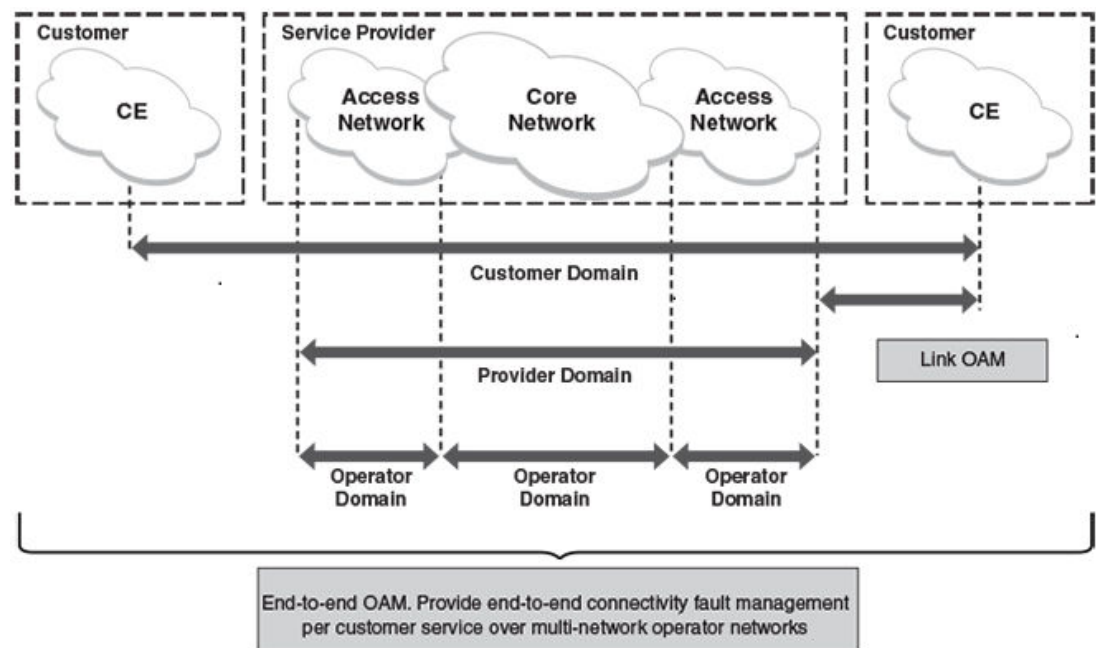 Customer
Service Provider
Customer
CE
Access
Network
Core
Network
Access
Network
CE
Customer Domain
Link OAM
Provider Domain
Operator
Domain
Operator
Domain
Operator
Domain
End-to-end OAM. Provide end-to-end connectivity fault management
per customer service over multi-network operator networks